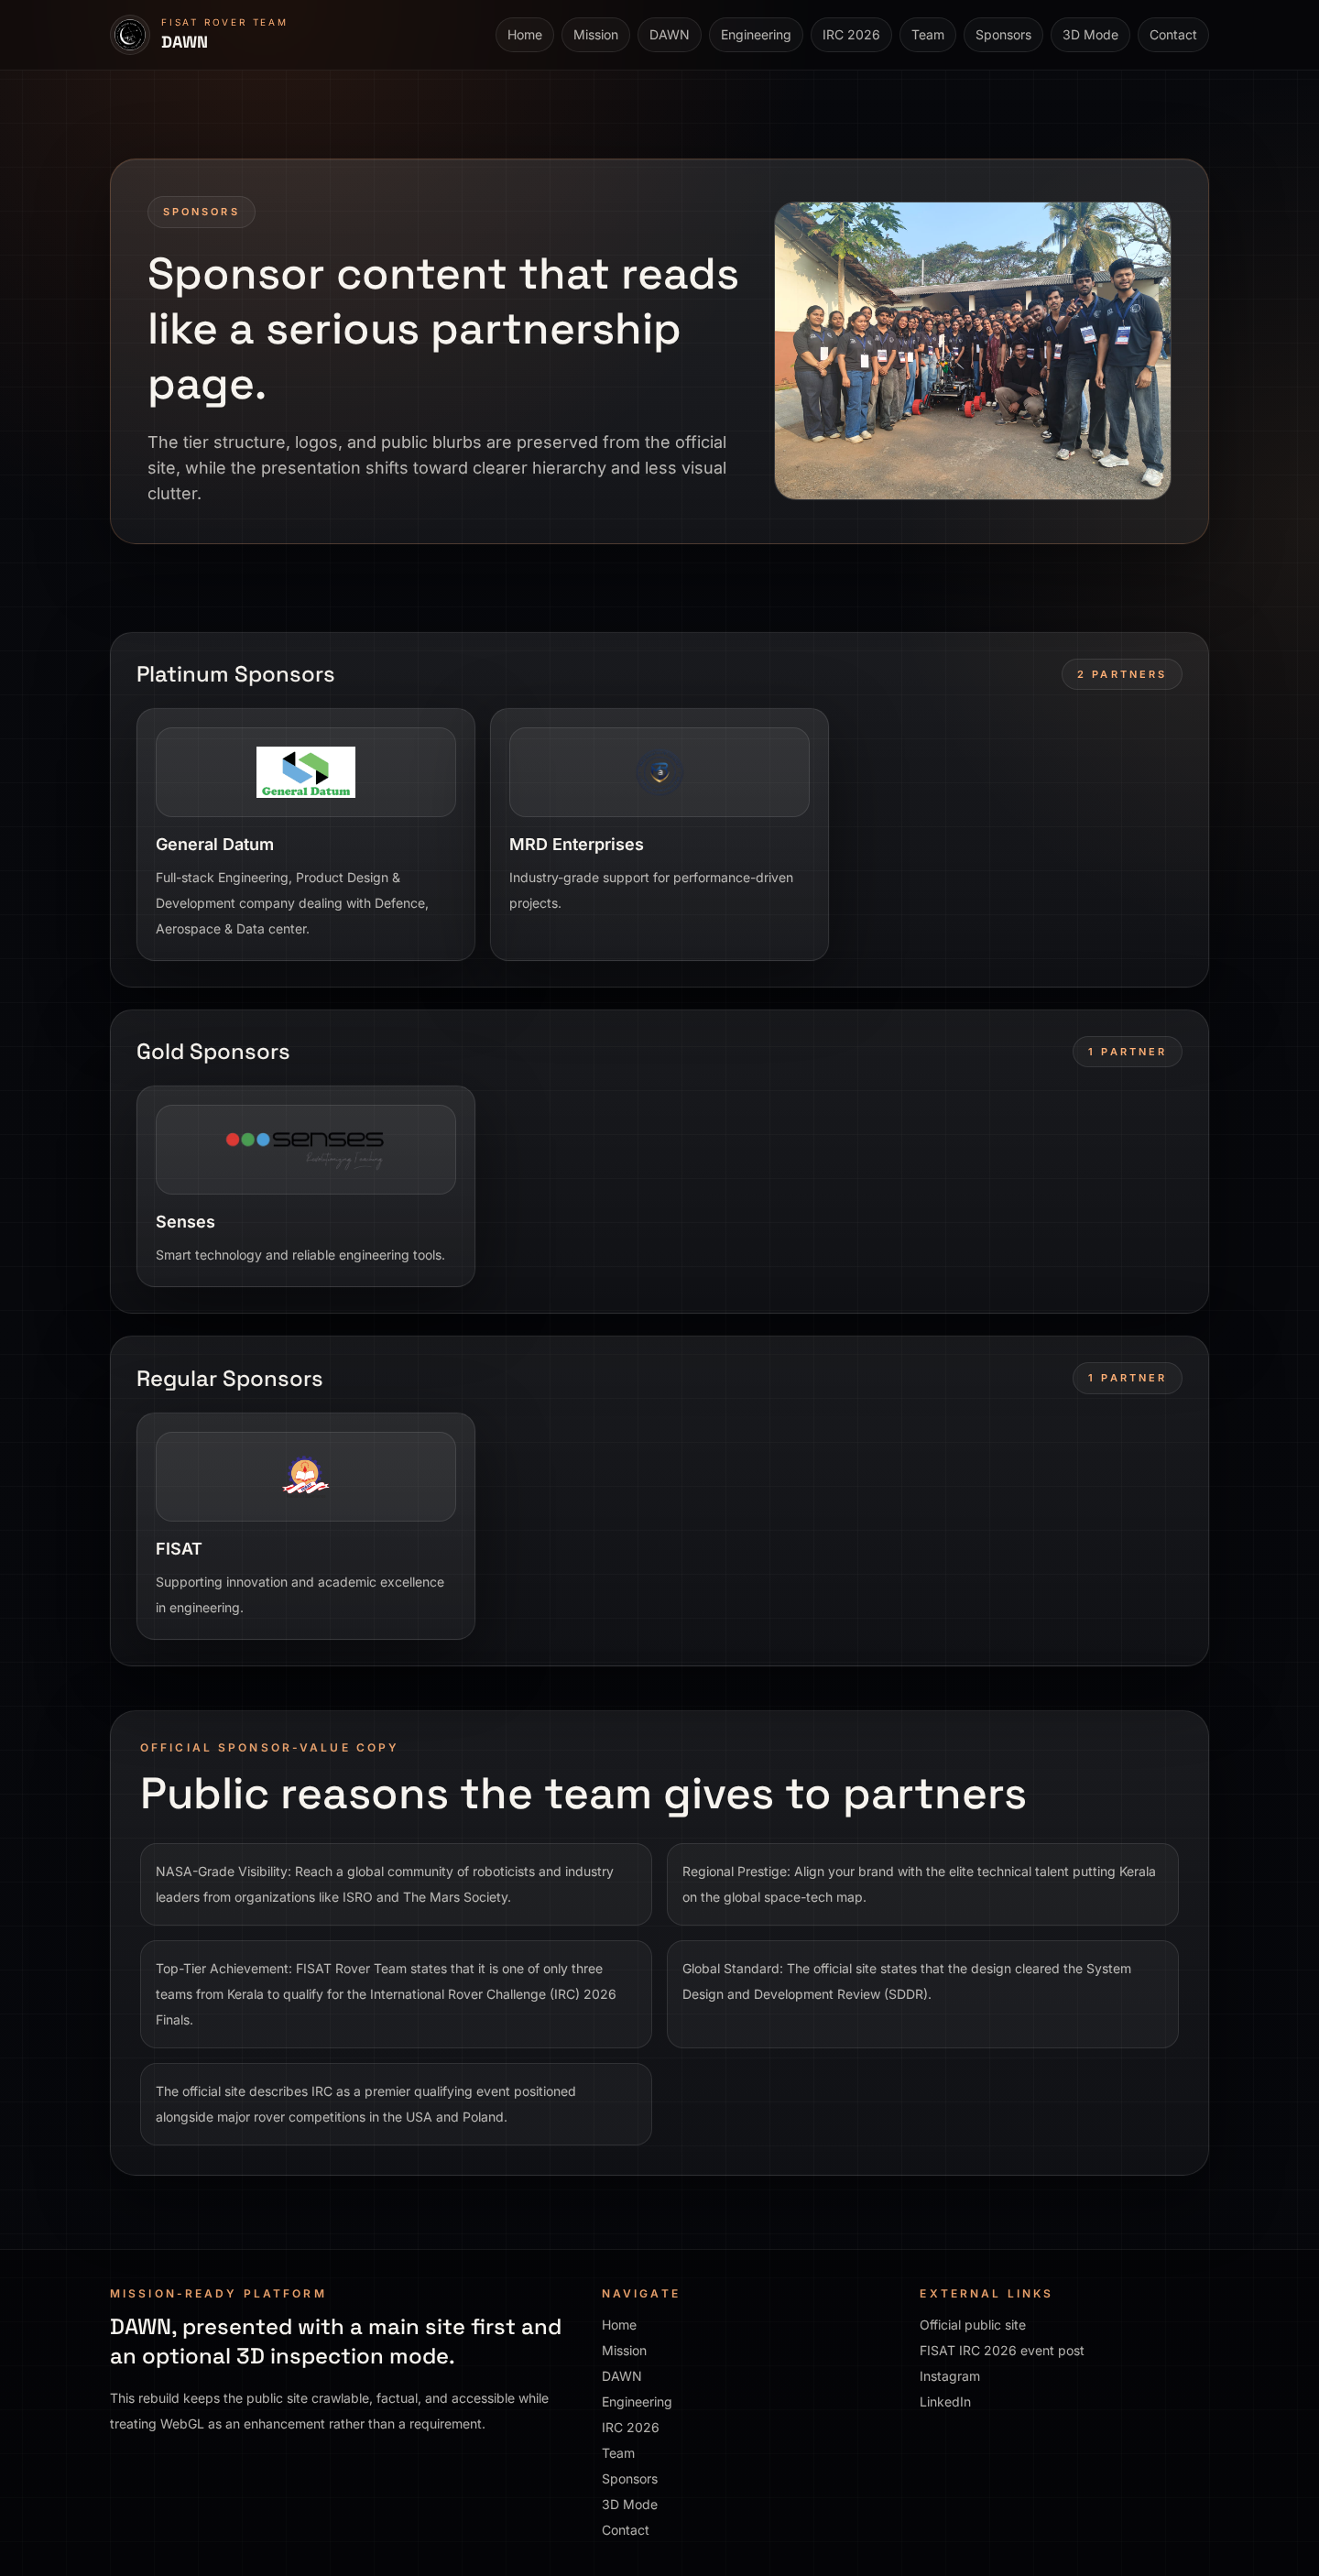 FISAT ROVER TEAM
DAWN
Home
Mission
DAWN
Engineering
IRC 2026
Team
Sponsors
3D Mode
Contact
SPONSORS
Sponsor content that reads
like a serious partnership
page.
The tier structure, logos, and public blurbs are preserved from the official
site, while the presentation shifts toward clearer hierarchy and less visual
clutter.
Platinum Sponsors
2 PARTNERS
General Datum
General Datum
Full-stack Engineering, Product Design &
Development company dealing with Defence,
Aerospace & Data center.
MRD Enterprises
Industry-grade support for performance-driven
projects.
Gold Sponsors
1 PARTNER
senses
Senses
Smart technology and reliable engineering tools.
Regular Sponsors
1 PARTNER
FISAT
Supporting innovation and academic excellence
in engineering.
OFFICIAL SPONSOR-VALUE COPY
Public reasons the team gives to partners
NASA-Grade Visibility: Reach a global community of roboticists and industry
leaders from organizations like ISRO and The Mars Society.
Regional Prestige: Align your brand with the elite technical talent putting Kerala
on the global space-tech map.
Top-Tier Achievement: FISAT Rover Team states that it is one of only three
teams from Kerala to qualify for the International Rover Challenge (IRC) 2026
Finals.
Global Standard: The official site states that the design cleared the System
Design and Development Review (SDDR).
The official site describes IRC as a premier qualifying event positioned
alongside major rover competitions in the USA and Poland.
MISSION-READY PLATFORM
DAWN, presented with a main site first and
an optional 3D inspection mode.
This rebuild keeps the public site crawlable, factual, and accessible while
treating WebGL as an enhancement rather than a requirement.
NAVIGATE
Home
Mission
DAWN
Engineering
IRC 2026
Team
Sponsors
3D Mode
Contact
EXTERNAL LINKS
Official public site
FISAT IRC 2026 event post
Instagram
LinkedIn